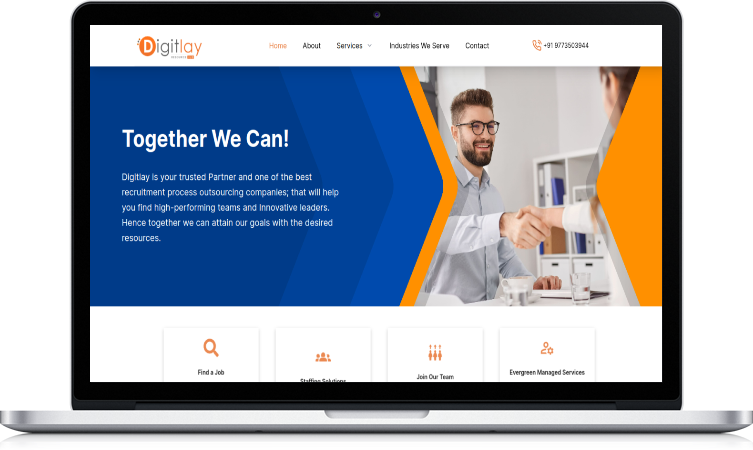 Digitlay
Home
About
Services
Industries We Serve
Contact
+91 9773503944
Together We Can!
Digitlay is your trusted Partner and one of the best
recruitment process outsourcing companies; that will help
you find high-performing teams and Innovative leaders.
Hence together we can attain our goals with the desired
resources.
Find a Job
Staffing Solutions
Join Our Team
Evergreen Managed Services